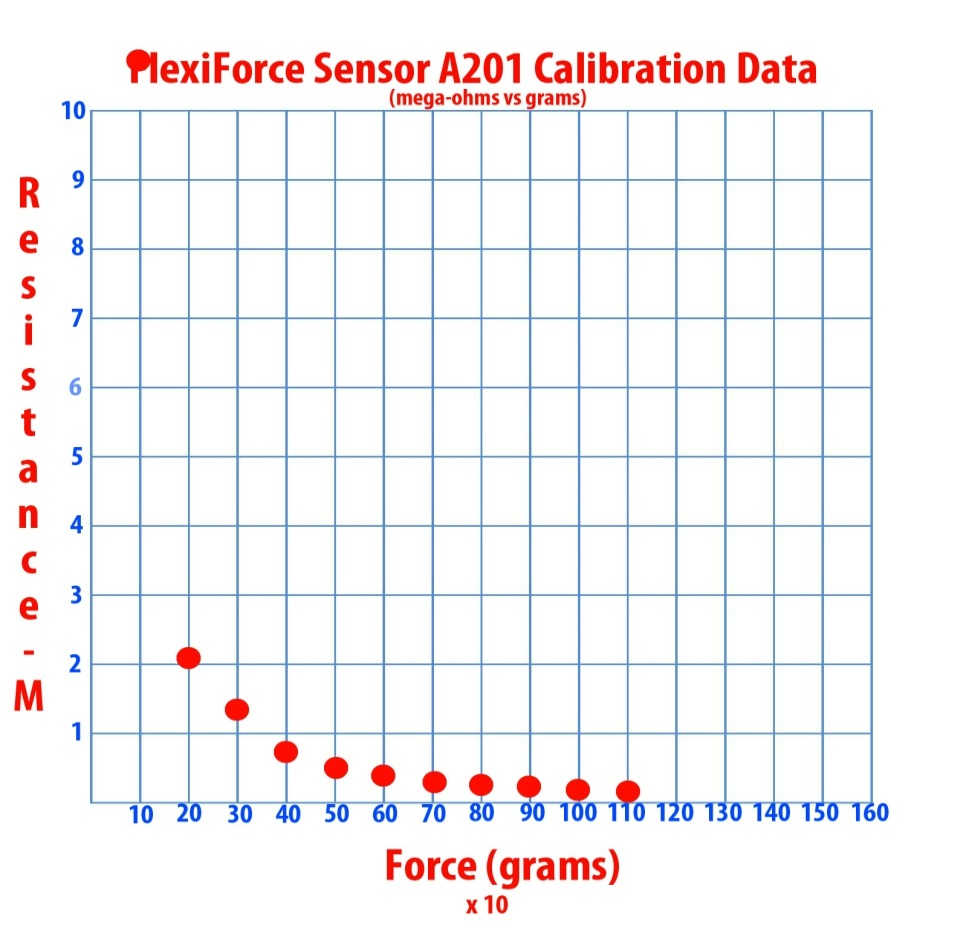 FlexiForce Sensor A201 Calibration Data
(mega-ohms vs grams)
10
9
8
7
6
5
4
3
2
1
Resistance - M
10 20 30 40 50 60 70 80 90 100 110 120 130 140 150 160
Force (grams)
x 10